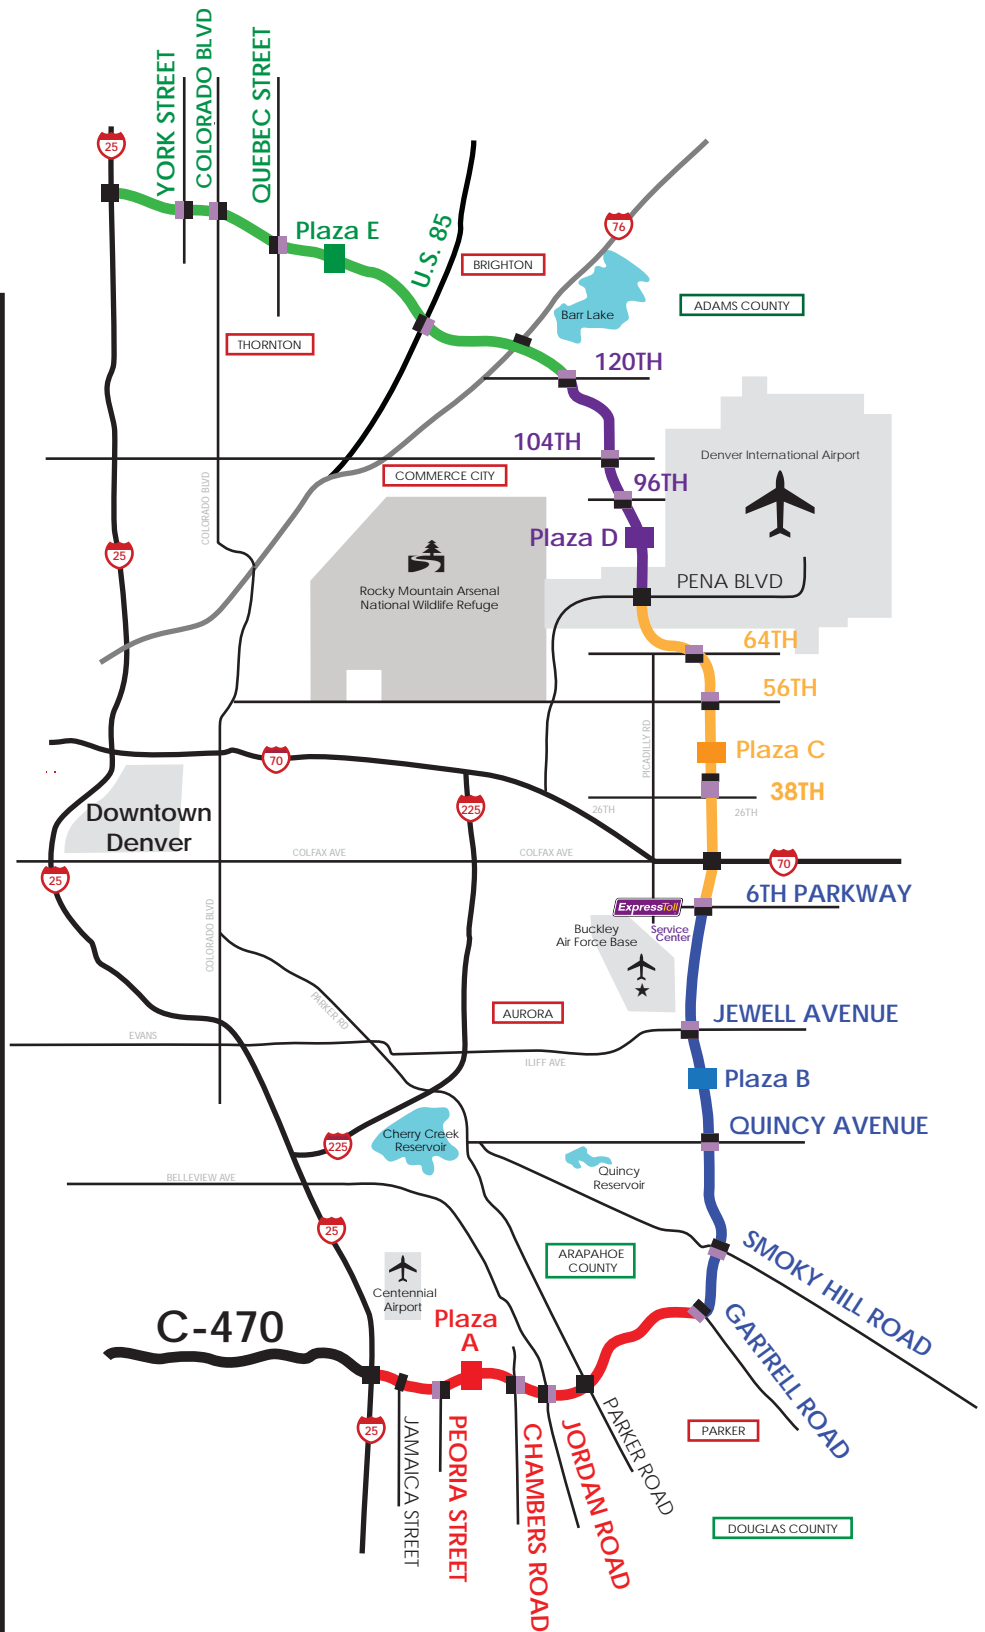 YORK STREET
COLORADO BLVD
QUEBEC STREET
25
Plaza E
U.S. 85
76
BRIGHTON
ADAMS COUNTY
Barr Lake
THORNTON
120TH
104TH
Denver International Airport
COMMERCE CITY
96TH
COLORADO BLVD
Plaza D
25
PENA BLVD
Rocky Mountain Arsenal
National Wildlife Refuge
64TH
56TH
PICADILLY RD
Plaza C
70
38TH
225
26TH
26TH
Downtown
Denver
COLFAX AVE
COLFAX AVE
70
25
6TH PARKWAY
ExpressToll
Service
Center
Buckley
Air Force Base
COLORADO BLVD
PARKER RD
AURORA
JEWELL AVENUE
EVANS
ILIFF AVE
Plaza B
QUINCY AVENUE
Cherry Creek
Reservoir
225
Quincy
Reservoir
BELLEVIEW AVE
25
SMOKY HILL ROAD
ARAPAHOE
COUNTY
Centennial
Airport
C-470
Plaza
A
GARTRELL ROAD
25
JAMAICA STREET
PEORIA STREET
CHAMBERS ROAD
JORDAN ROAD
PARKER ROAD
PARKER
DOUGLAS COUNTY